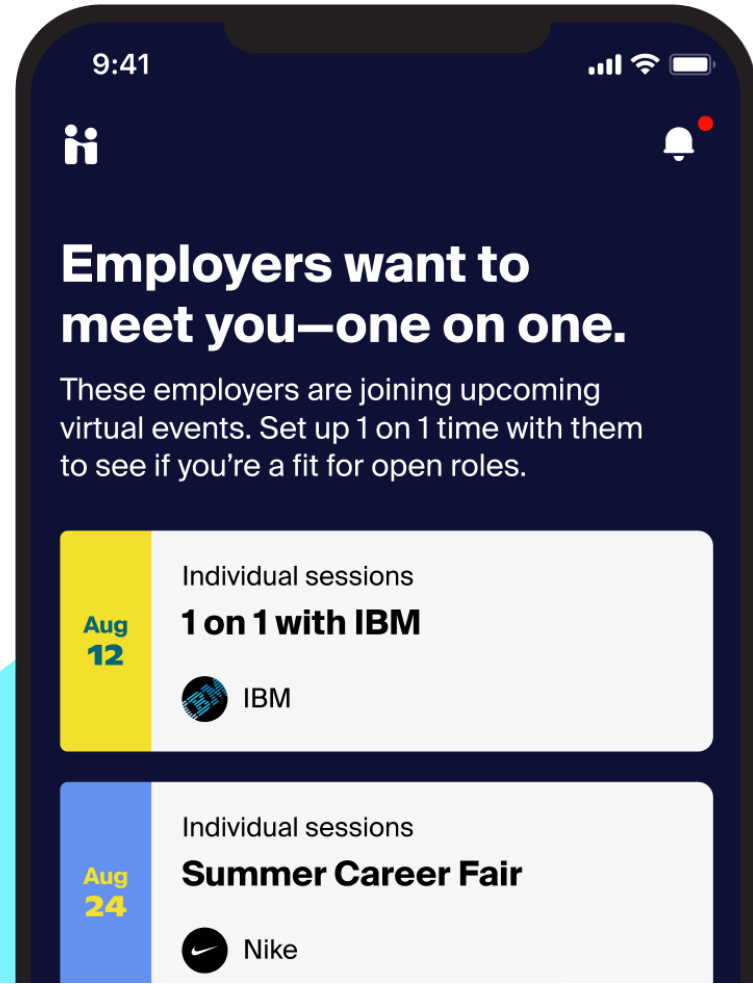 9:41
Employers want to
meet you—one on one.
These employers are joining upcoming
virtual events. Set up 1 on 1 time with them
to see if you’re a fit for open roles.
Aug
12
Individual sessions
1 on 1 with IBM
IBM
IBM
Aug
24
Individual sessions
Summer Career Fair
Nike